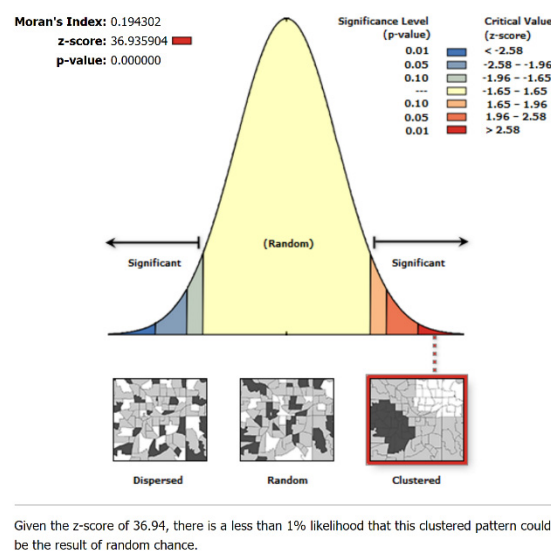 Moran's Index: 0.194302
z-score: 36.935904
p-value: 0.000000
Significance Level
(p-value)
Critical Value
(z-score)
0.01 < -2.58
0.05 -2.58 – -1.96
0.10 -1.96 – -1.65
--- -1.65 – 1.65
0.10 1.65 – 1.96
0.05 1.96 – 2.58
0.01 > 2.58
Significant
(Random)
Significant
Dispersed
Random
Clustered
Given the z-score of 36.94, there is a less than 1% likelihood that this clustered pattern could
be the result of random chance.